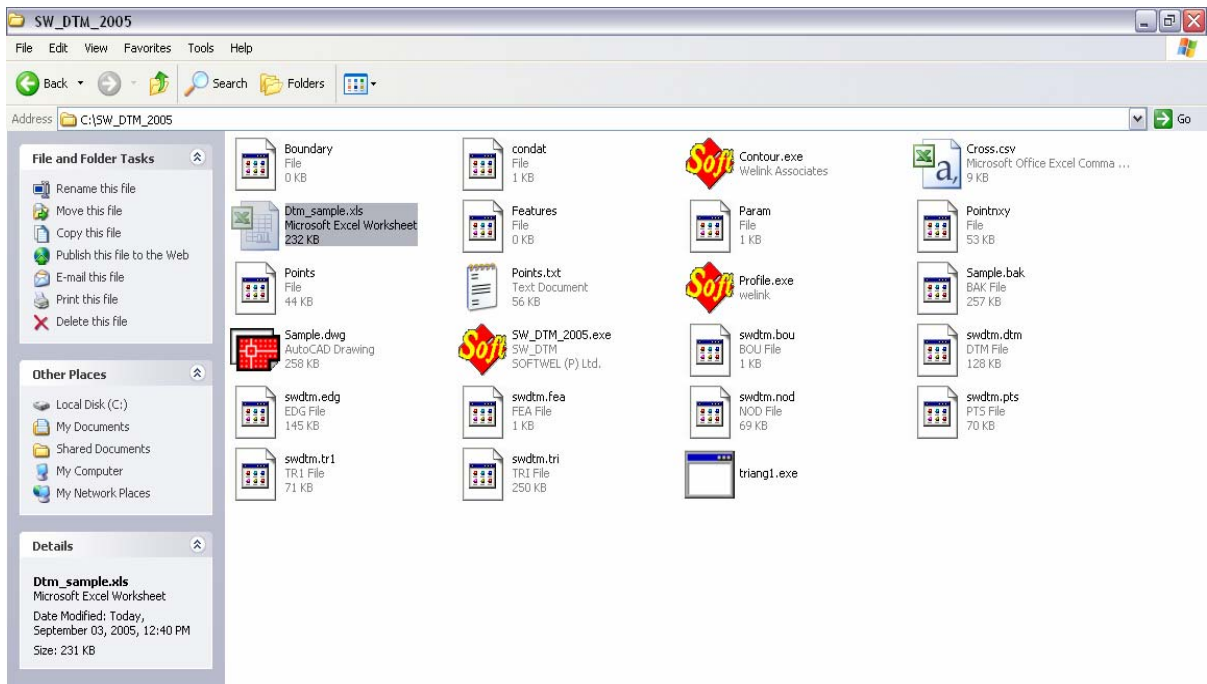 SW_DTM_2005
File Edit View Favorites Tools Help
Back Search Folders
Address C:\SW_DTM_2005 Go
File and Folder Tasks
Rename this file
Move this file
Copy this file
Publish this file to the Web
E-mail this file
Print this file
Delete this file
Other Places
Local Disk (C:)
My Documents
Shared Documents
My Computer
My Network Places
Details
Dtm_sample.xls
Microsoft Excel Worksheet
Date Modified: Today,
September 03, 2005, 12:40 PM
Size: 231 KB
Boundary
File
0 KB
condat
File
1 KB
Soft
Contour.exe
Welink Associates
a,
Cross.csv
Microsoft Office Excel Comma ...
9 KB
Dtm_sample.xls
Microsoft Excel Worksheet
232 KB
Features
File
0 KB
Param
File
1 KB
Pointnxy
File
53 KB
Points
File
44 KB
Points.txt
Text Document
56 KB
Soft
Profile.exe
welink
Sample.bak
BAK File
257 KB
Sample.dwg
AutoCAD Drawing
258 KB
Soft
SW_DTM_2005.exe
SW_DTM
SOFTWEL (P) Ltd.
swdtm.bou
BOU File
1 KB
swdtm.dtm
DTM File
128 KB
swdtm.edg
EDG File
145 KB
swdtm.fea
FEA File
1 KB
swdtm.nod
NOD File
69 KB
swdtm.pts
PTS File
70 KB
swdtm.tr1
TR1 File
71 KB
swdtm.tri
TRI File
250 KB
triang1.exe